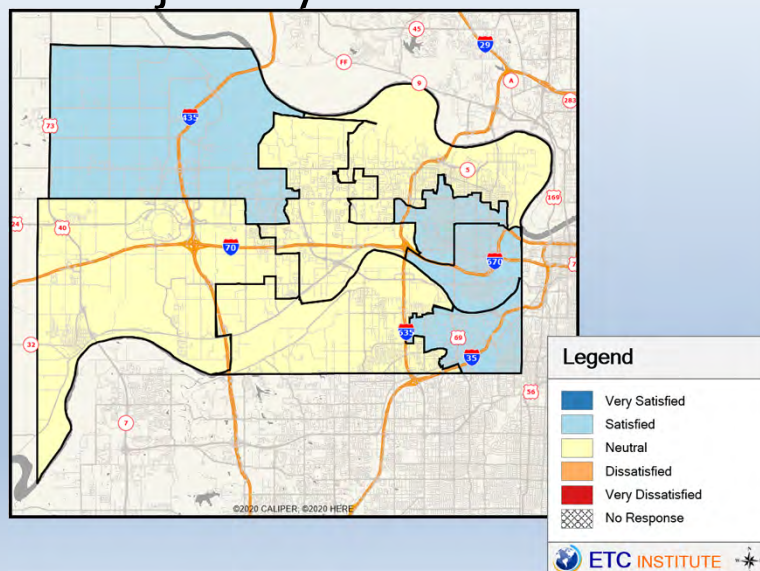 45
29
FF
9
A
283
435
73
5
169
24
40
70
670
7
635
69
32
35
56
7
©2020 CALIPER; ©2020 HERE
Legend
Very Satisfied
Satisfied
Neutral
Dissatisfied
Very Dissatisfied
No Response
ETC INSTITUTE